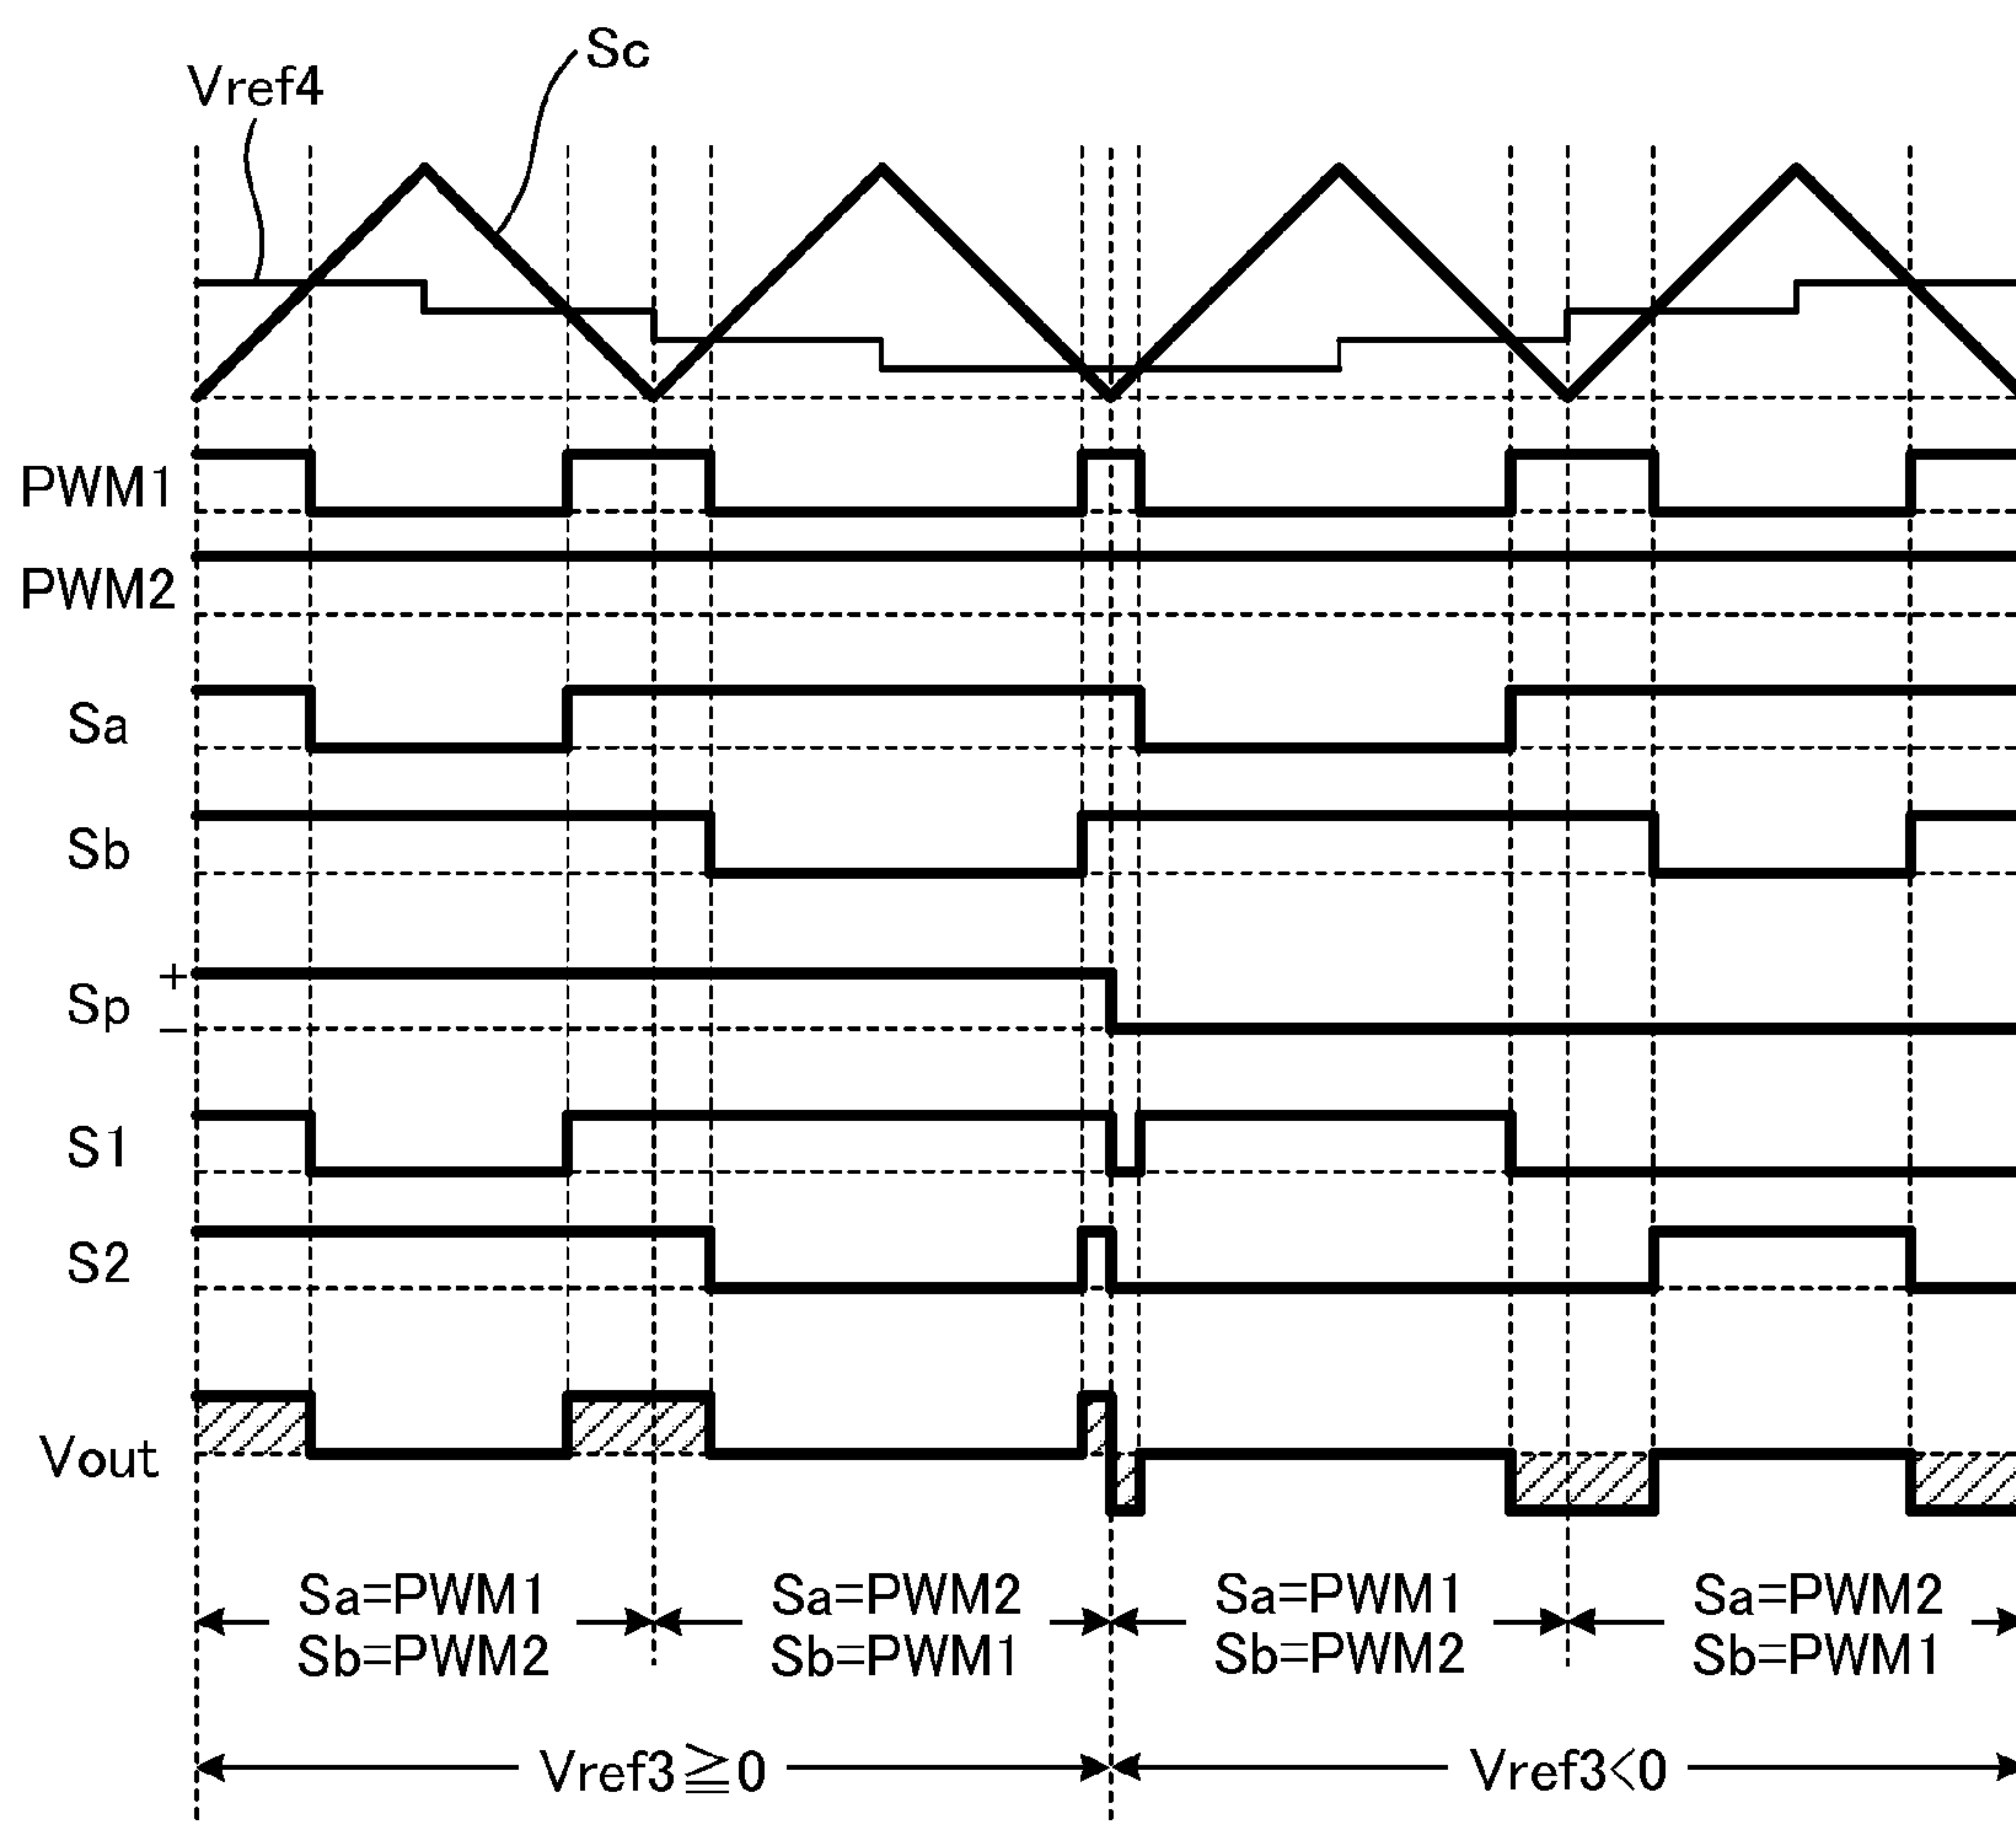 Sc
Vref4
PWM1
PWM2
Sa
Sb
+
Sp
−
S1
S2
Vout
Sa=PWM1
Sb=PWM2
Sa=PWM2
Sb=PWM1
Sa=PWM1
Sb=PWM2
Sa=PWM2
Sb=PWM1
Vref3≧0
Vref3<0